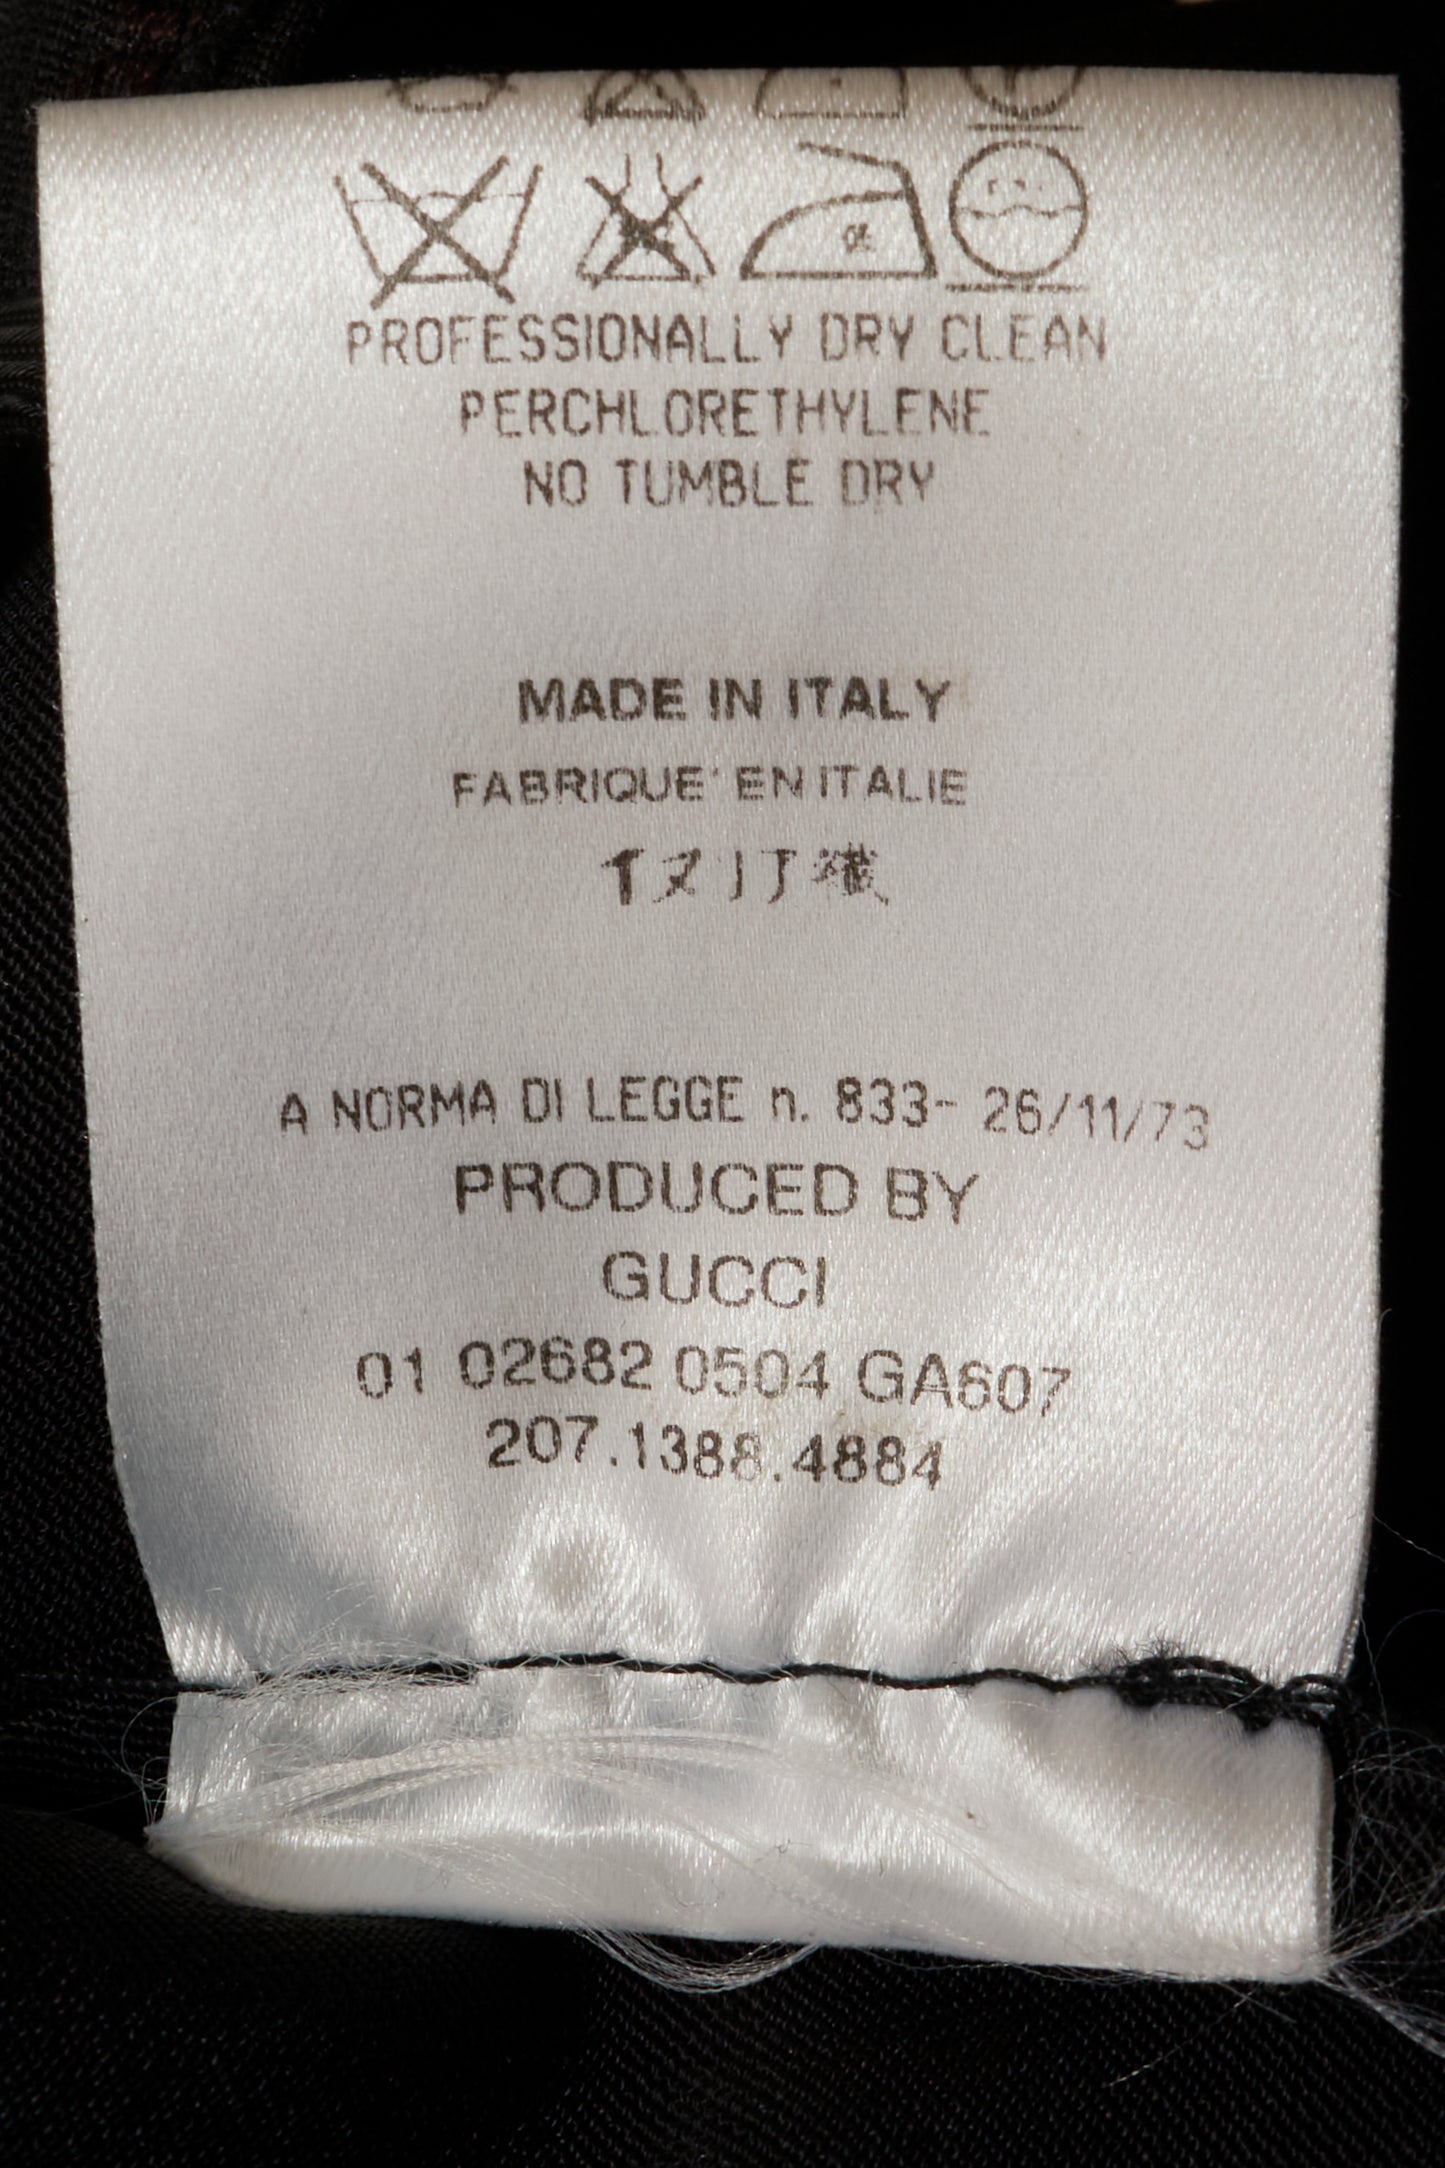 PROFESSIONALLY DRY CLEAN
PERCHLORETHYLENE
NO TUMBLE DRY
MADE IN ITALY
FABRIQUE' EN ITALIE
A NORMA DI LEGGE n. 833- 26/11/73
PRODUCED BY
GUCCI
01 02682 0504 GA607
207.1388.4884